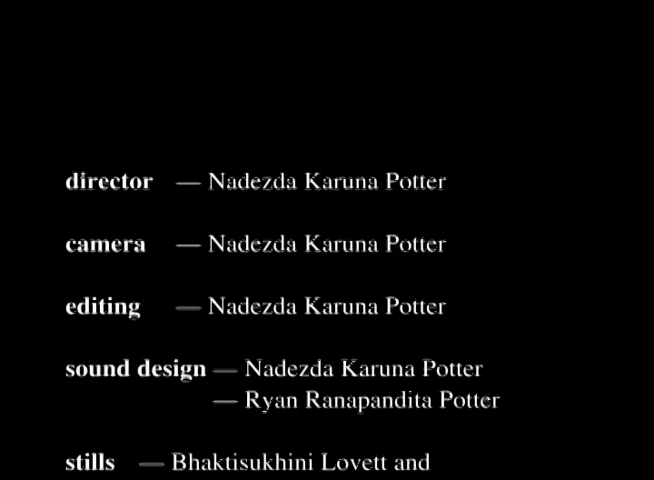 director — Nadezda Karuna Potter
camera — Nadezda Karuna Potter
editing — Nadezda Karuna Potter
sound design — Nadezda Karuna Potter
— Ryan Ranapandita Potter
stills — Bhaktisukhini Lovett and